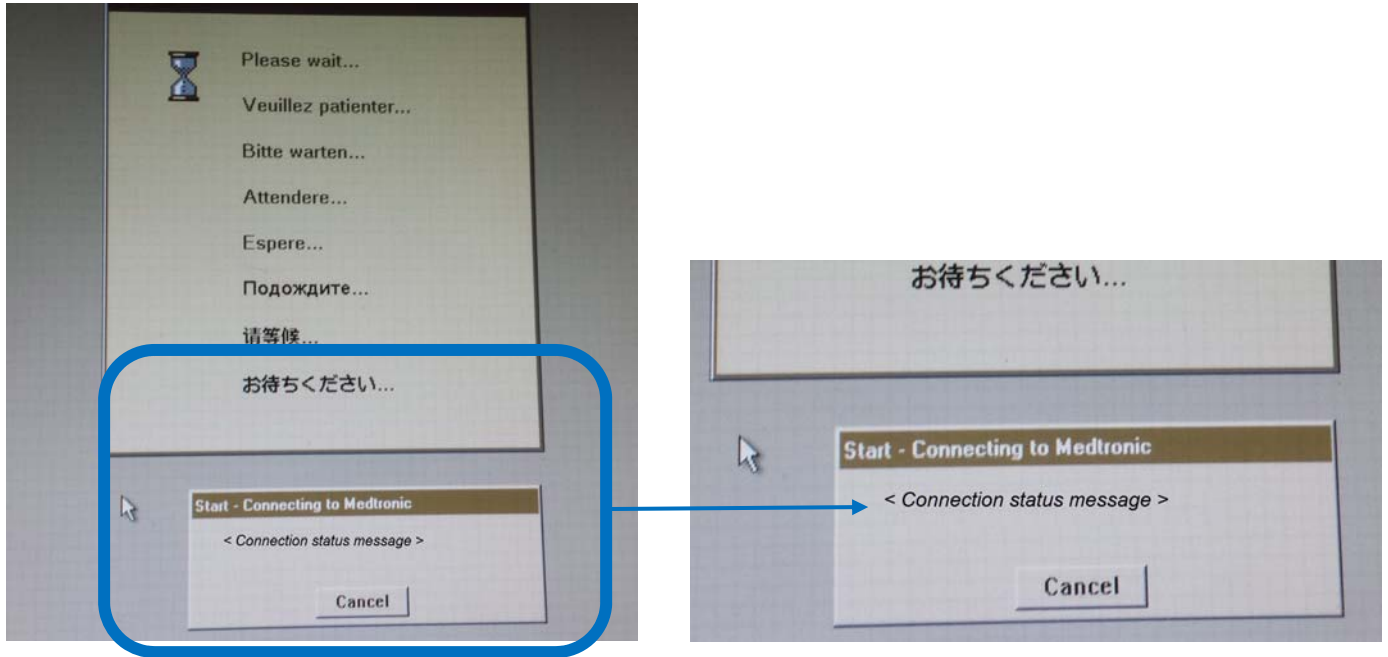 Please wait...
Veuillez patienter...
Bitte warten...
Attendere...
Espere...
Подождите...
请等候...
お待ちください...
Start - Connecting to Medtronic
< Connection status message >
Cancel
お待ちください...
Start - Connecting to Medtronic
< Connection status message >
Cancel